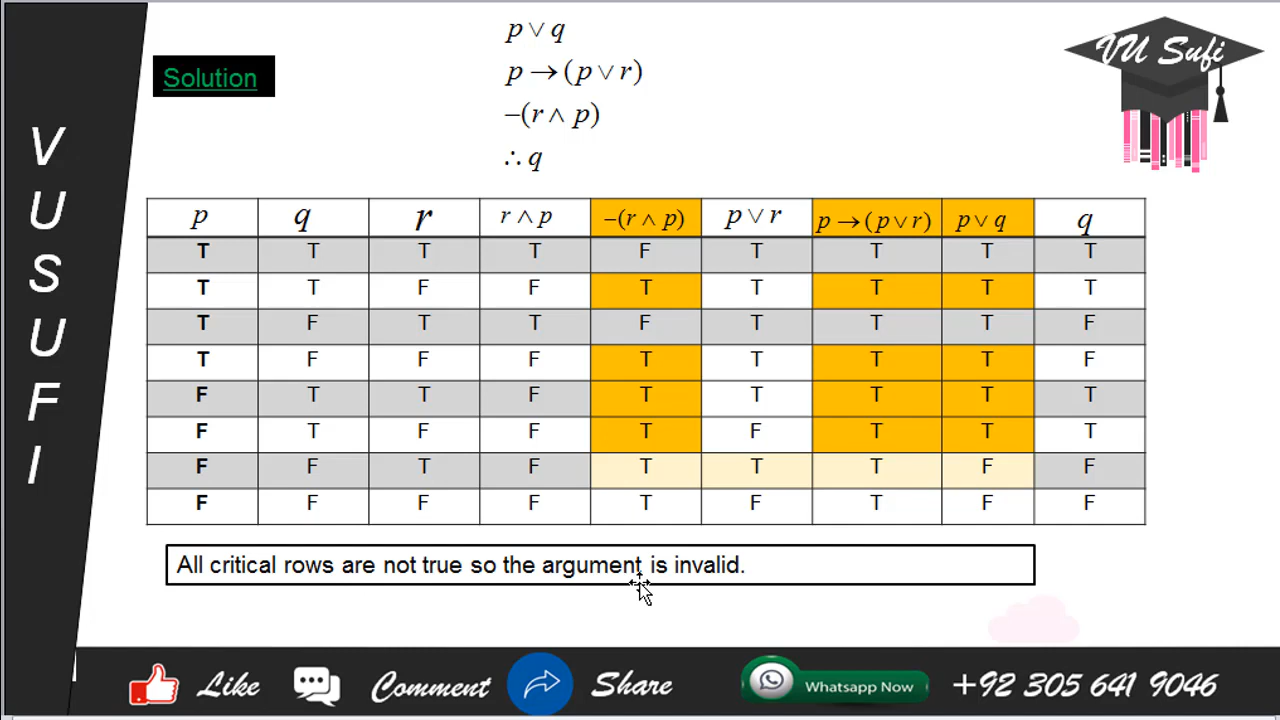 p ∨ q
p → (p ∨ r)
−(r ∧ p)
∴ q
Solution
VU Sufi
V
U
S
U
F
I
p q r r ∧ p −(r ∧ p) p ∨ r p → (p ∨ r) p ∨ q q
T T T T F T T T T
T T F F T T T T T
T F T T F T T T F
T F F F T T T T F
F T T F T T T T T
F T F F T F T T T
F F T F T T T F F
F F F F T F T F F
All critical rows are not true so the argument is invalid.
Like Comment Share Whatsapp Now +92 305 641 9046